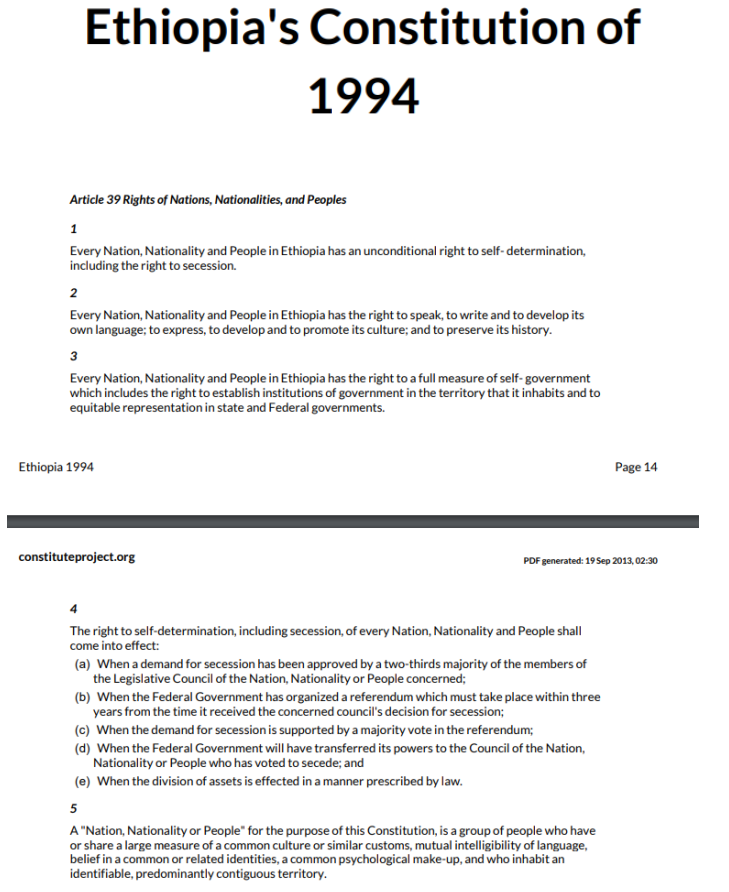 Ethiopia's Constitution of
1994
Article 39 Rights of Nations, Nationalities, and Peoples
1
Every Nation, Nationality and People in Ethiopia has an unconditional right to self- determination,
including the right to secession.
2
Every Nation, Nationality and People in Ethiopia has the right to speak, to write and to develop its
own language; to express, to develop and to promote its culture; and to preserve its history.
3
Every Nation, Nationality and People in Ethiopia has the right to a full measure of self- government
which includes the right to establish institutions of government in the territory that it inhabits and to
equitable representation in state and Federal governments.
Ethiopia 1994 Page 14
constituteproject.org PDF generated: 19 Sep 2013, 02:30
4
The right to self-determination, including secession, of every Nation, Nationality and People shall
come into effect:
(a) When a demand for secession has been approved by a two-thirds majority of the members of
the Legislative Council of the Nation, Nationality or People concerned;
(b) When the Federal Government has organized a referendum which must take place within three
years from the time it received the concerned council's decision for secession;
(c) When the demand for secession is supported by a majority vote in the referendum;
(d) When the Federal Government will have transferred its powers to the Council of the Nation,
Nationality or People who has voted to secede; and
(e) When the division of assets is effected in a manner prescribed by law.
5
A "Nation, Nationality or People" for the purpose of this Constitution, is a group of people who have
or share a large measure of a common culture or similar customs, mutual intelligibility of language,
belief in a common or related identities, a common psychological make-up, and who inhabit an
identifiable, predominantly contiguous territory.